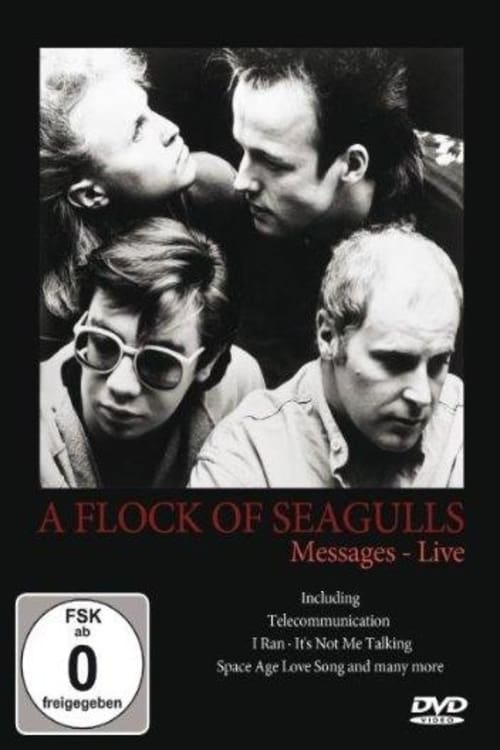 A FLOCK OF SEAGULLS
Messages - Live
Including
Telecommunication
I Ran - It's Not Me Talking
Space Age Love Song and many more
FSK
ab
0
freigegeben
DVD
VIDEO